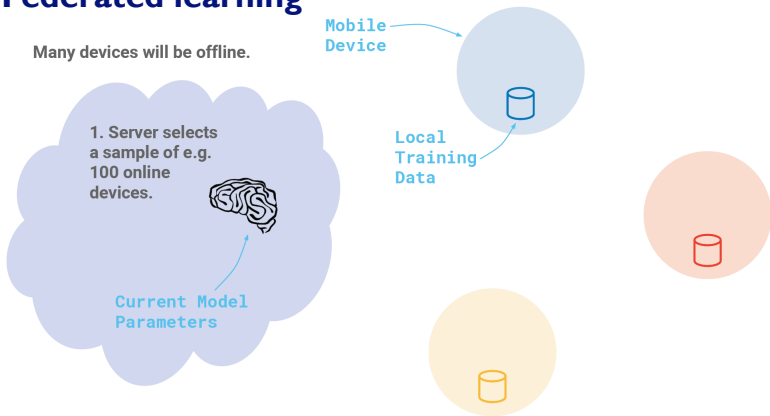 Federated learning
Many devices will be offline.
Mobile
Device
1. Server selects
a sample of e.g.
100 online
devices.
Local
Training
Data
Current Model
Parameters